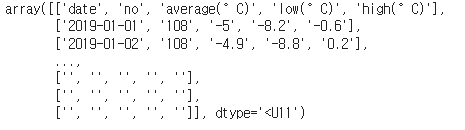 array([['date', 'no', 'average(° C)', 'low(° C)', 'high(° C)'],
['2019-01-01', '108', '-5', '-8.2', '-0.6'],
['2019-01-02', '108', '-4.9', '-8.8', '0.2'],
...,
['', '', '', '', ''],
['', '', '', '', ''],
['', '', '', '', '']], dtype='<U11')